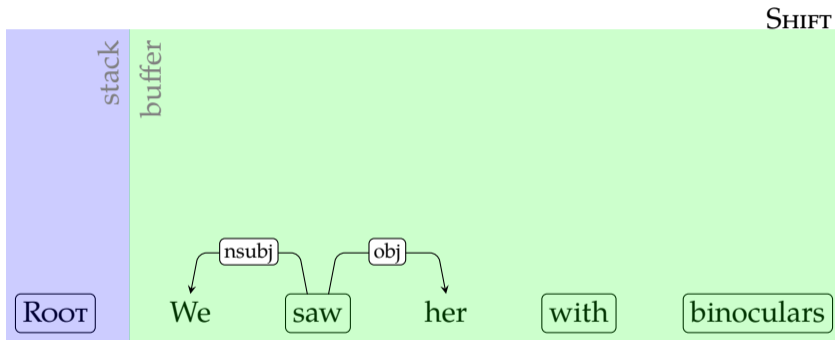 SHIFT
stack
buffer
nsubj obj
ROOT We saw her with binoculars